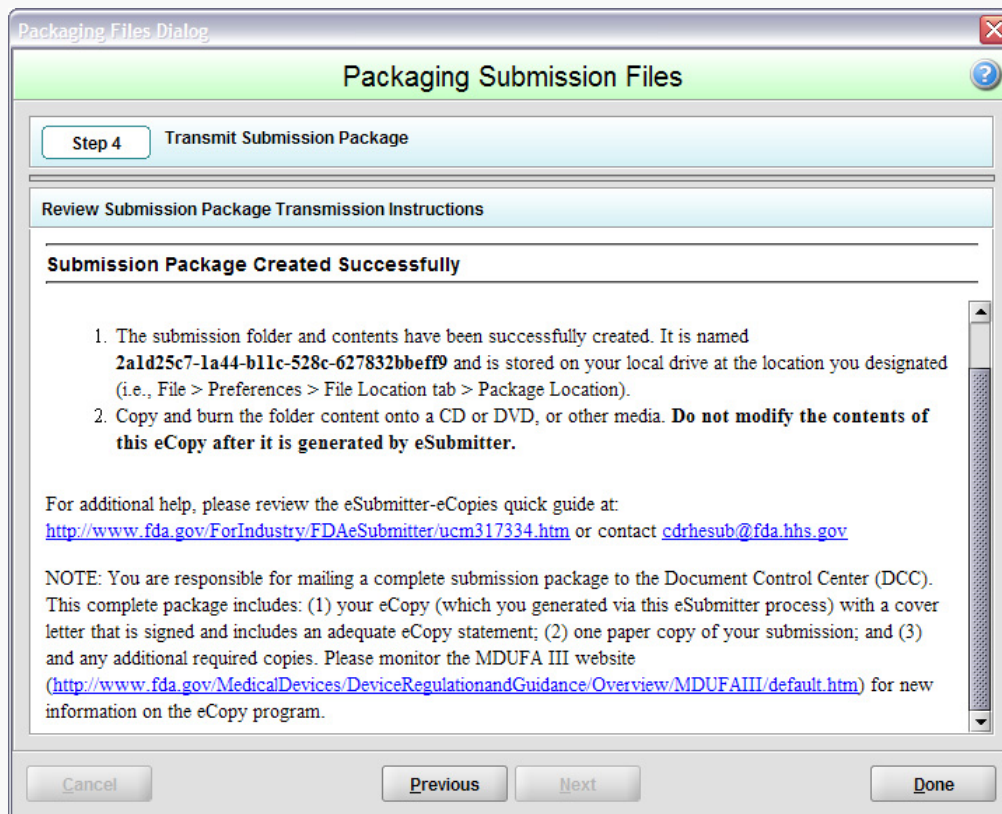 Packaging Files Dialog
Packaging Submission Files
Step 4 Transmit Submission Package
Review Submission Package Transmission Instructions
Submission Package Created Successfully
1. The submission folder and contents have been successfully created. It is named
2a1d25c7-1a44-b11c-528c-627832bbeff9 and is stored on your local drive at the location you designated
(i.e., File > Preferences > File Location tab > Package Location).
2. Copy and burn the folder content onto a CD or DVD, or other media. Do not modify the contents of
this eCopy after it is generated by eSubmitter.
For additional help, please review the eSubmitter-eCopies quick guide at:
http://www.fda.gov/ForIndustry/FDAeSubmitter/ucm317334.htm or contact cdrhesub@fda.hhs.gov
NOTE: You are responsible for mailing a complete submission package to the Document Control Center (DCC).
This complete package includes: (1) your eCopy (which you generated via this eSubmitter process) with a cover
letter that is signed and includes an adequate eCopy statement; (2) one paper copy of your submission; and (3)
and any additional required copies. Please monitor the MDUFA III website
(http://www.fda.gov/MedicalDevices/DeviceRegulationandGuidance/Overview/MDUFAIII/default.htm) for new
information on the eCopy program.
Cancel Previous Next Done